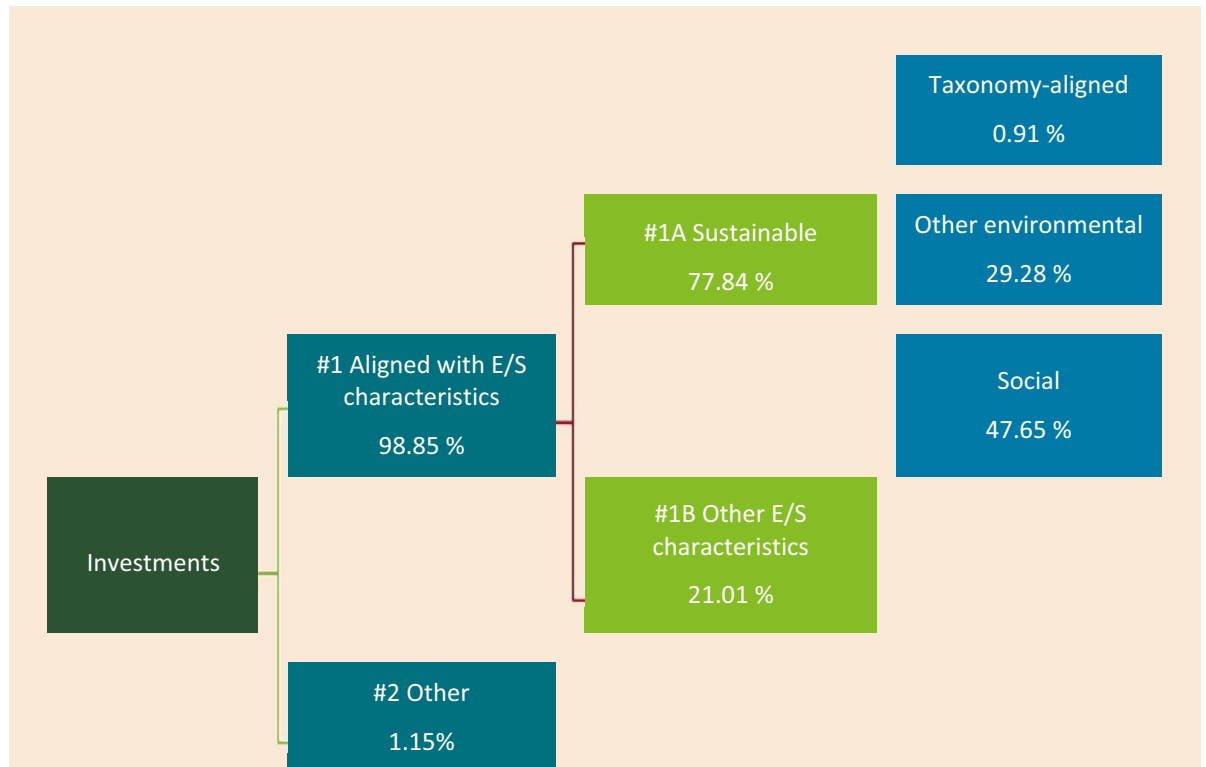 Taxonomy-aligned
0.91 %
#1A Sustainable
77.84 %
Other environmental
29.28 %
#1 Aligned with E/S
characteristics
98.85 %
Social
47.65 %
Investments
#1B Other E/S
characteristics
21.01 %
#2 Other
1.15%